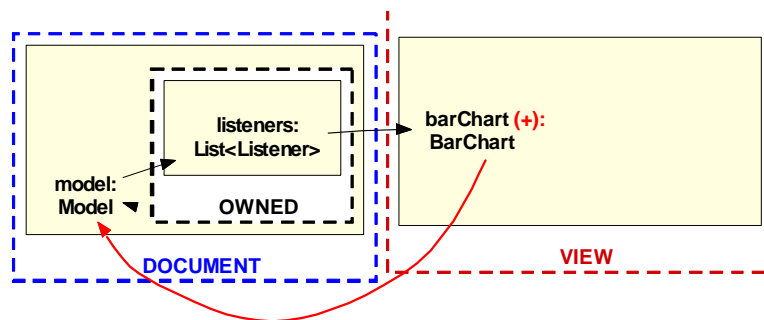 listeners:
List<Listener>
model:
Model
OWNED
DOCUMENT
barChart (+):
BarChart
VIEW